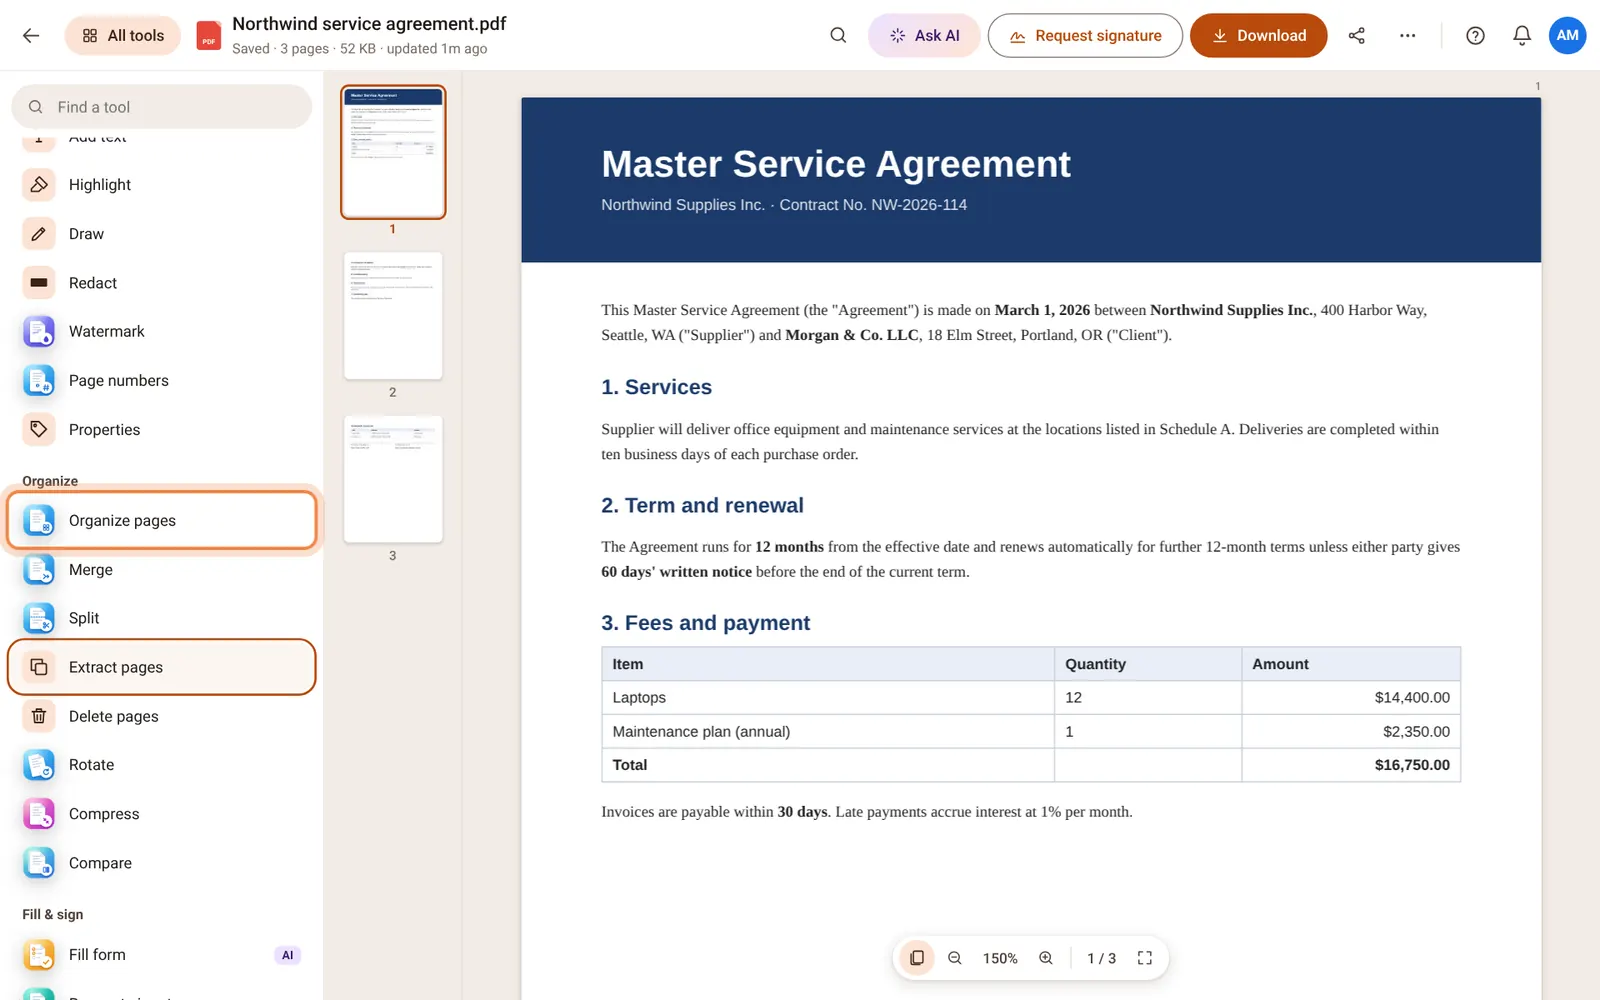 All tools
PDF
Northwind service agreement.pdf
Saved · 3 pages · 52 KB · updated 1m ago
Ask AI
Request signature
Download
AM
Find a tool
Add text
Highlight
Draw
Redact
Watermark
Page numbers
Properties
Organize
Organize pages
Merge
Split
Extract pages
Delete pages
Rotate
Compress
Compare
Fill & sign
Fill form
AI
Master Service Agreement
1
2
3
1
Master Service Agreement
Northwind Supplies Inc. · Contract No. NW-2026-114
This Master Service Agreement (the "Agreement") is made on March 1, 2026 between Northwind Supplies Inc., 400 Harbor Way,
Seattle, WA ("Supplier") and Morgan & Co. LLC, 18 Elm Street, Portland, OR ("Client").
1. Services
Supplier will deliver office equipment and maintenance services at the locations listed in Schedule A. Deliveries are completed within
ten business days of each purchase order.
2. Term and renewal
The Agreement runs for 12 months from the effective date and renews automatically for further 12-month terms unless either party gives
60 days' written notice before the end of the current term.
3. Fees and payment
Item Quantity Amount
Laptops 12 $14,400.00
Maintenance plan (annual) 1 $2,350.00
Total $16,750.00
Invoices are payable within 30 days. Late payments accrue interest at 1% per month.
150%
1 / 3